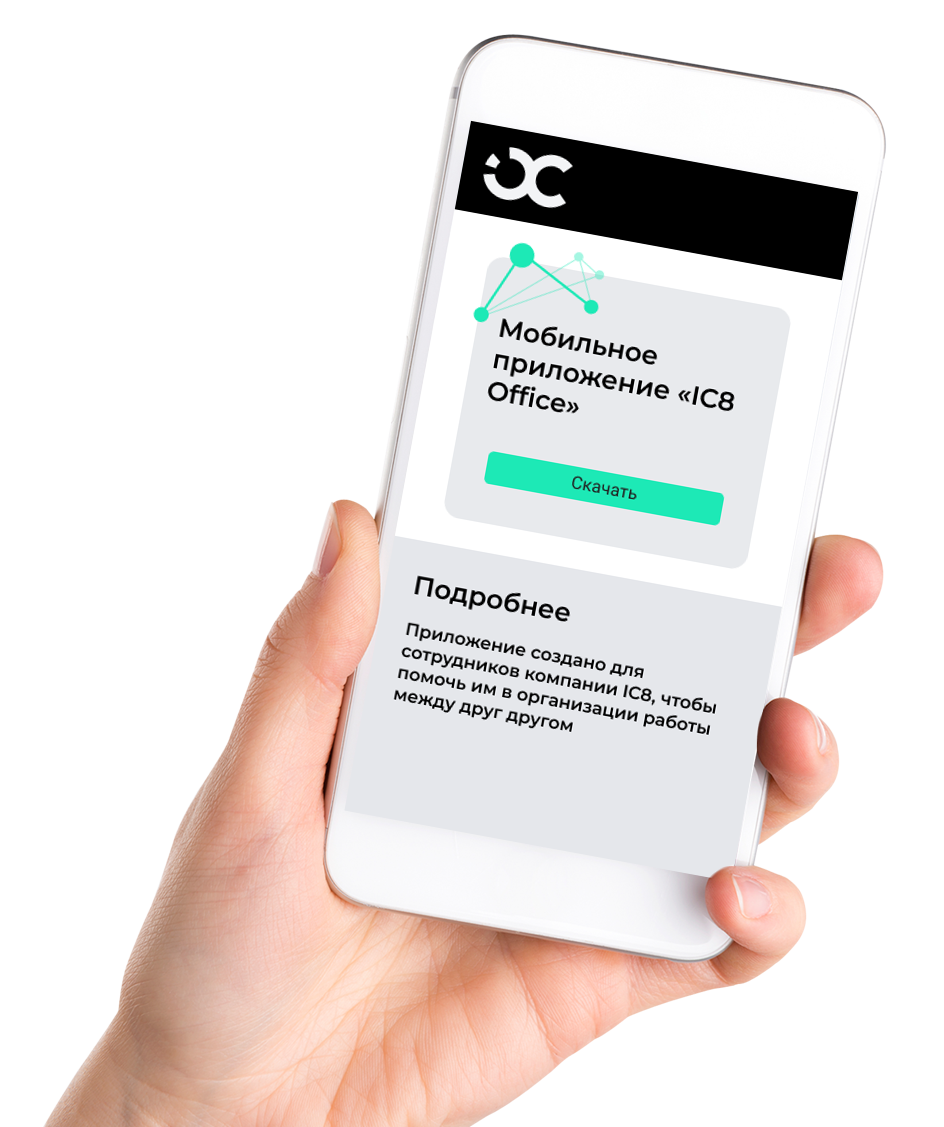 Мобильное
приложение «IC8
Office»
Скачать
Подробнее
Приложение создано для
сотрудников компании IC8, чтобы
помочь им в организации работы
между друг другом